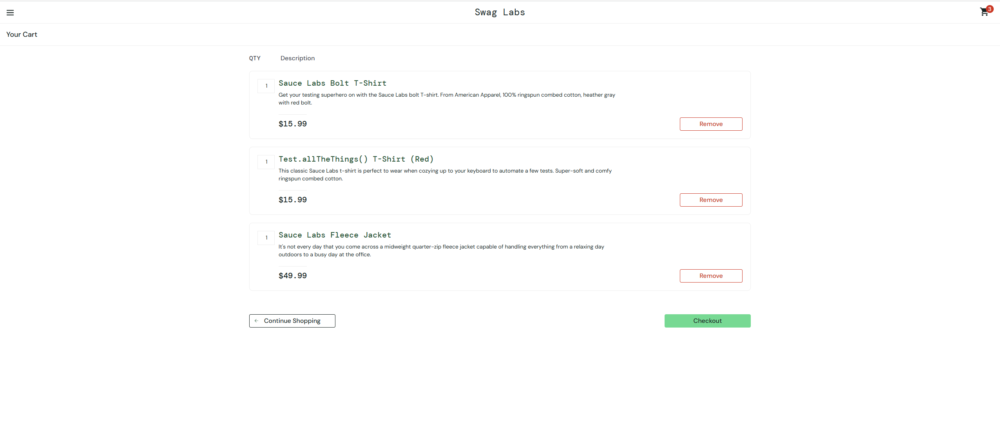 Swag Labs
3
Your Cart
QTY Description
1 Sauce Labs Bolt T-Shirt
Get your testing superhero on with the Sauce Labs bolt T-shirt. From American Apparel, 100% ringspun combed cotton, heather gray
with red bolt.
$15.99 Remove
1 Test.allTheThings() T-Shirt (Red)
This classic Sauce Labs t-shirt is perfect to wear when cozying up to your keyboard to automate a few tests. Super-soft and comfy
ringspun combed cotton.
$15.99 Remove
1 Sauce Labs Fleece Jacket
It's not every day that you come across a midweight quarter-zip fleece jacket capable of handling everything from a relaxing day
outdoors to a busy day at the office.
$49.99 Remove
Continue Shopping Checkout